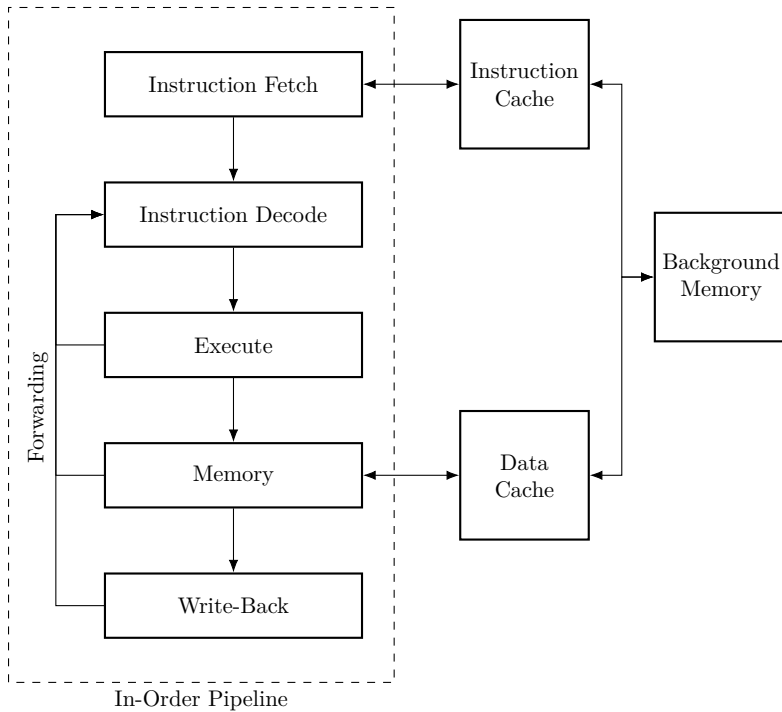 Instruction Fetch
Instruction
Cache
Instruction Decode
Background
Memory
Execute
Forwarding
Memory
Data
Cache
Write-Back
In-Order Pipeline